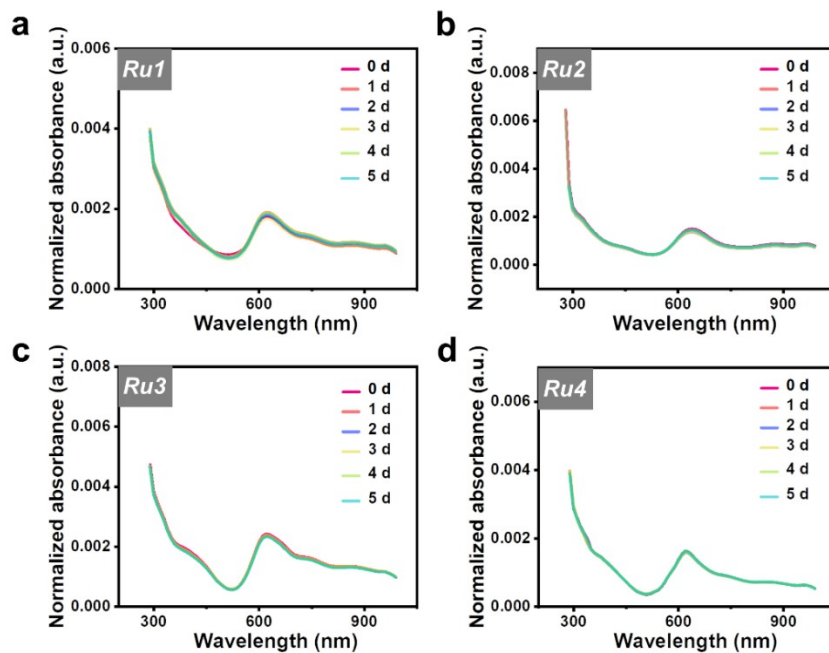 a
Ru1
0 d
1 d
2 d
3 d
4 d
5 d
0.006
0.004
0.002
0.000
300
600
900
Normalized absorbance (a.u.)
Wavelength (nm)
b
Ru2
0 d
1 d
2 d
3 d
4 d
5 d
0.008
0.006
0.004
0.002
0.000
300
600
900
Normalized absorbance (a.u.)
Wavelength (nm)
c
Ru3
0 d
1 d
2 d
3 d
4 d
5 d
0.008
0.006
0.004
0.002
0.000
300
600
900
Normalized absorbance (a.u.)
Wavelength (nm)
d
Ru4
0 d
1 d
2 d
3 d
4 d
5 d
0.006
0.004
0.002
0.000
300
600
900
Normalized absorbance (a.u.)
Wavelength (nm)